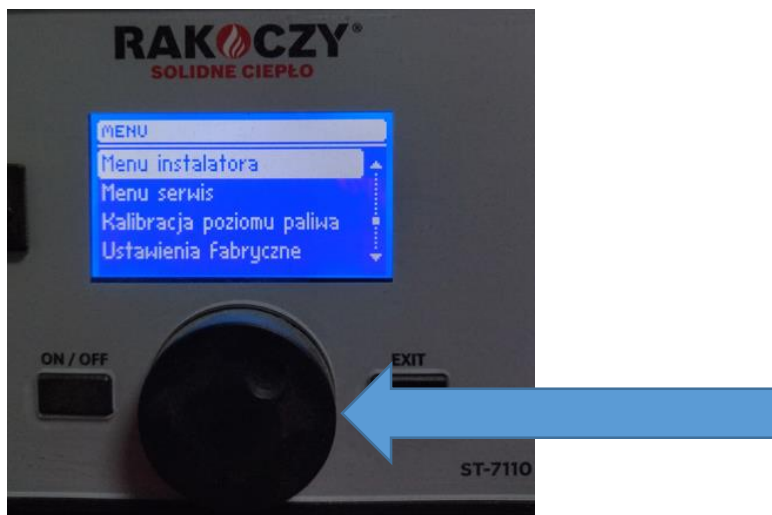 RAKOCZY®
SOLIDNE CIEPŁO
MENU
Menu instalatora
Menu serwis
Kalibracja poziomu paliwa
Ustawienia fabryczne
ON / OFF
EXIT
ST-7110